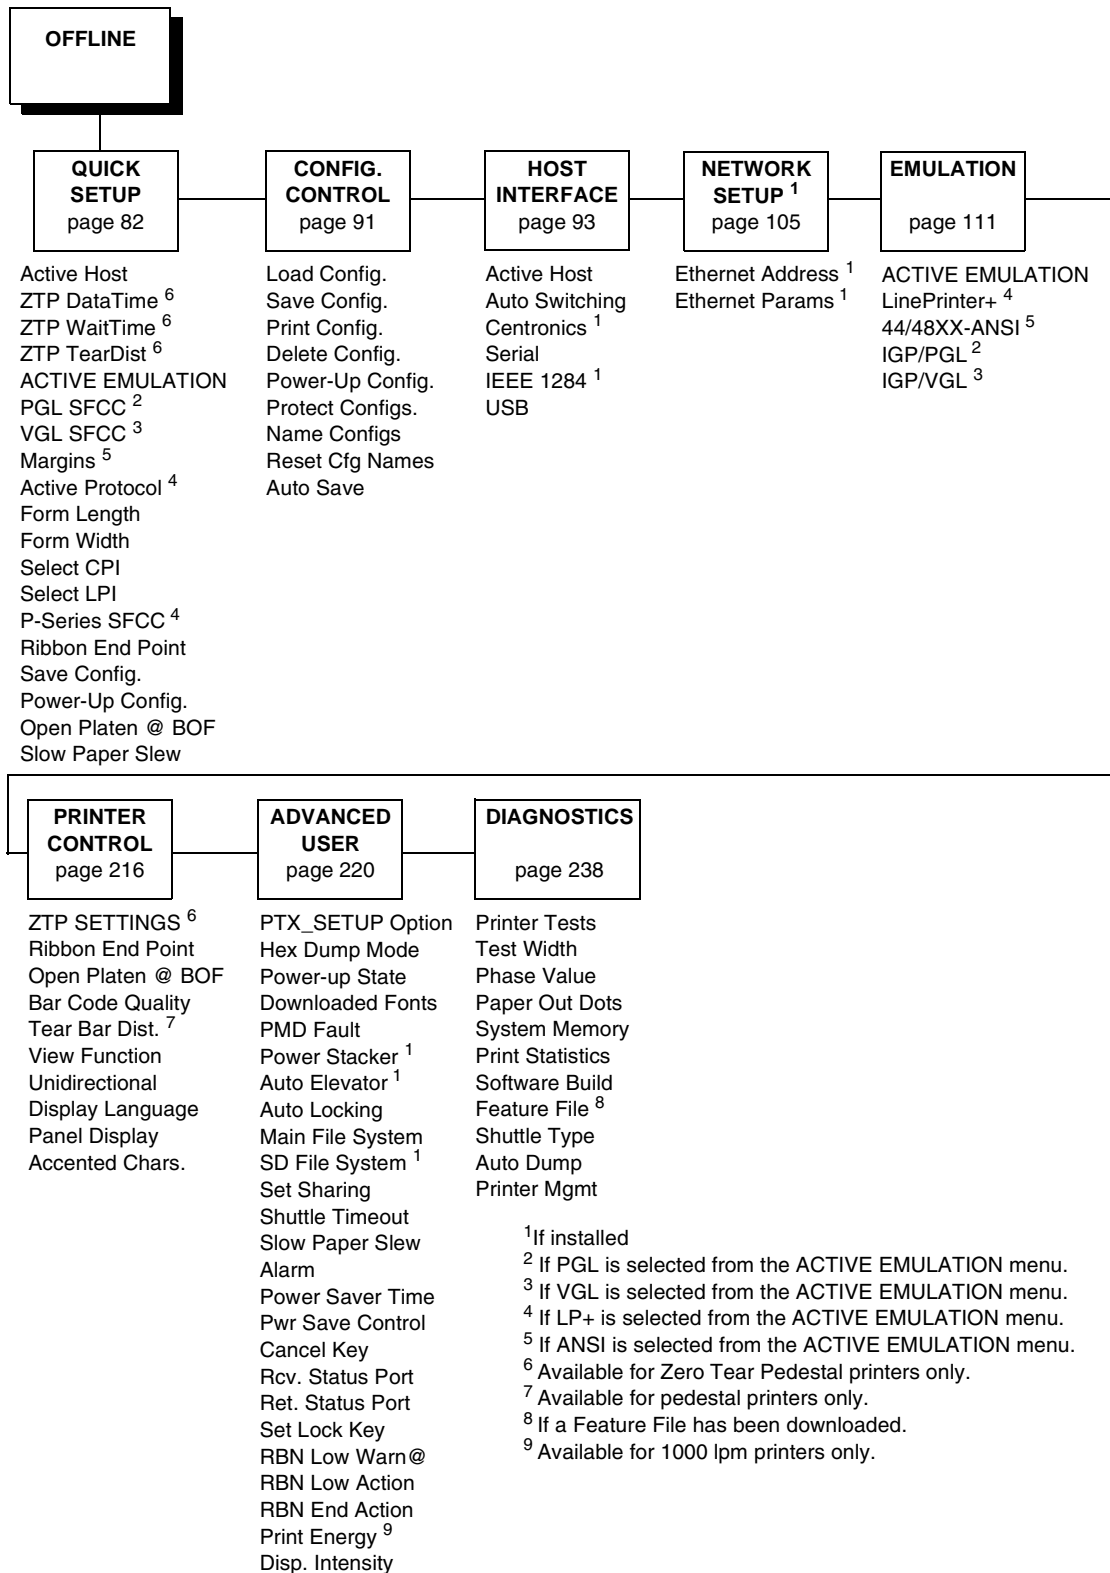 OFFLINE
QUICK
SETUP
page 82
CONFIG.
CONTROL
page 91
HOST
INTERFACE
page 93
NETWORK
SETUP 1
page 105
EMULATION
page 111
Active Host
ZTP DataTime 6
ZTP WaitTime 6
ZTP TearDist 6
ACTIVE EMULATION
PGL SFCC 2
VGL SFCC 3
Margins 5
Active Protocol 4
Form Length
Form Width
Select CPI
Select LPI
P-Series SFCC 4
Ribbon End Point
Save Config.
Power-Up Config.
Open Platen @ BOF
Slow Paper Slew
Load Config.
Save Config.
Print Config.
Delete Config.
Power-Up Config.
Protect Configs.
Name Configs
Reset Cfg Names
Auto Save
Active Host
Auto Switching
Centronics 1
Serial
IEEE 1284 1
USB
Ethernet Address 1
Ethernet Params 1
ACTIVE EMULATION
LinePrinter+ 4
44/48XX-ANSI 5
IGP/PGL 2
IGP/VGL 3
PRINTER
CONTROL
page 216
ADVANCED
USER
page 220
DIAGNOSTICS
page 238
ZTP SETTINGS 6
Ribbon End Point
Open Platen @ BOF
Bar Code Quality
Tear Bar Dist. 7
View Function
Unidirectional
Display Language
Panel Display
Accented Chars.
PTX_SETUP Option
Hex Dump Mode
Power-up State
Downloaded Fonts
PMD Fault
Power Stacker 1
Auto Elevator 1
Auto Locking
Main File System
SD File System 1
Set Sharing
Shuttle Timeout
Slow Paper Slew
Alarm
Power Saver Time
Pwr Save Control
Cancel Key
Rcv. Status Port
Ret. Status Port
Set Lock Key
RBN Low Warn@
RBN Low Action
RBN End Action
Print Energy 9
Disp. Intensity
Printer Tests
Test Width
Phase Value
Paper Out Dots
System Memory
Print Statistics
Software Build
Feature File 8
Shuttle Type
Auto Dump
Printer Mgmt
1If installed
2 If PGL is selected from the ACTIVE EMULATION menu.
3 If VGL is selected from the ACTIVE EMULATION menu.
4 If LP+ is selected from the ACTIVE EMULATION menu.
5 If ANSI is selected from the ACTIVE EMULATION menu.
6 Available for Zero Tear Pedestal printers only.
7 Available for pedestal printers only.
8 If a Feature File has been downloaded.
9 Available for 1000 lpm printers only.